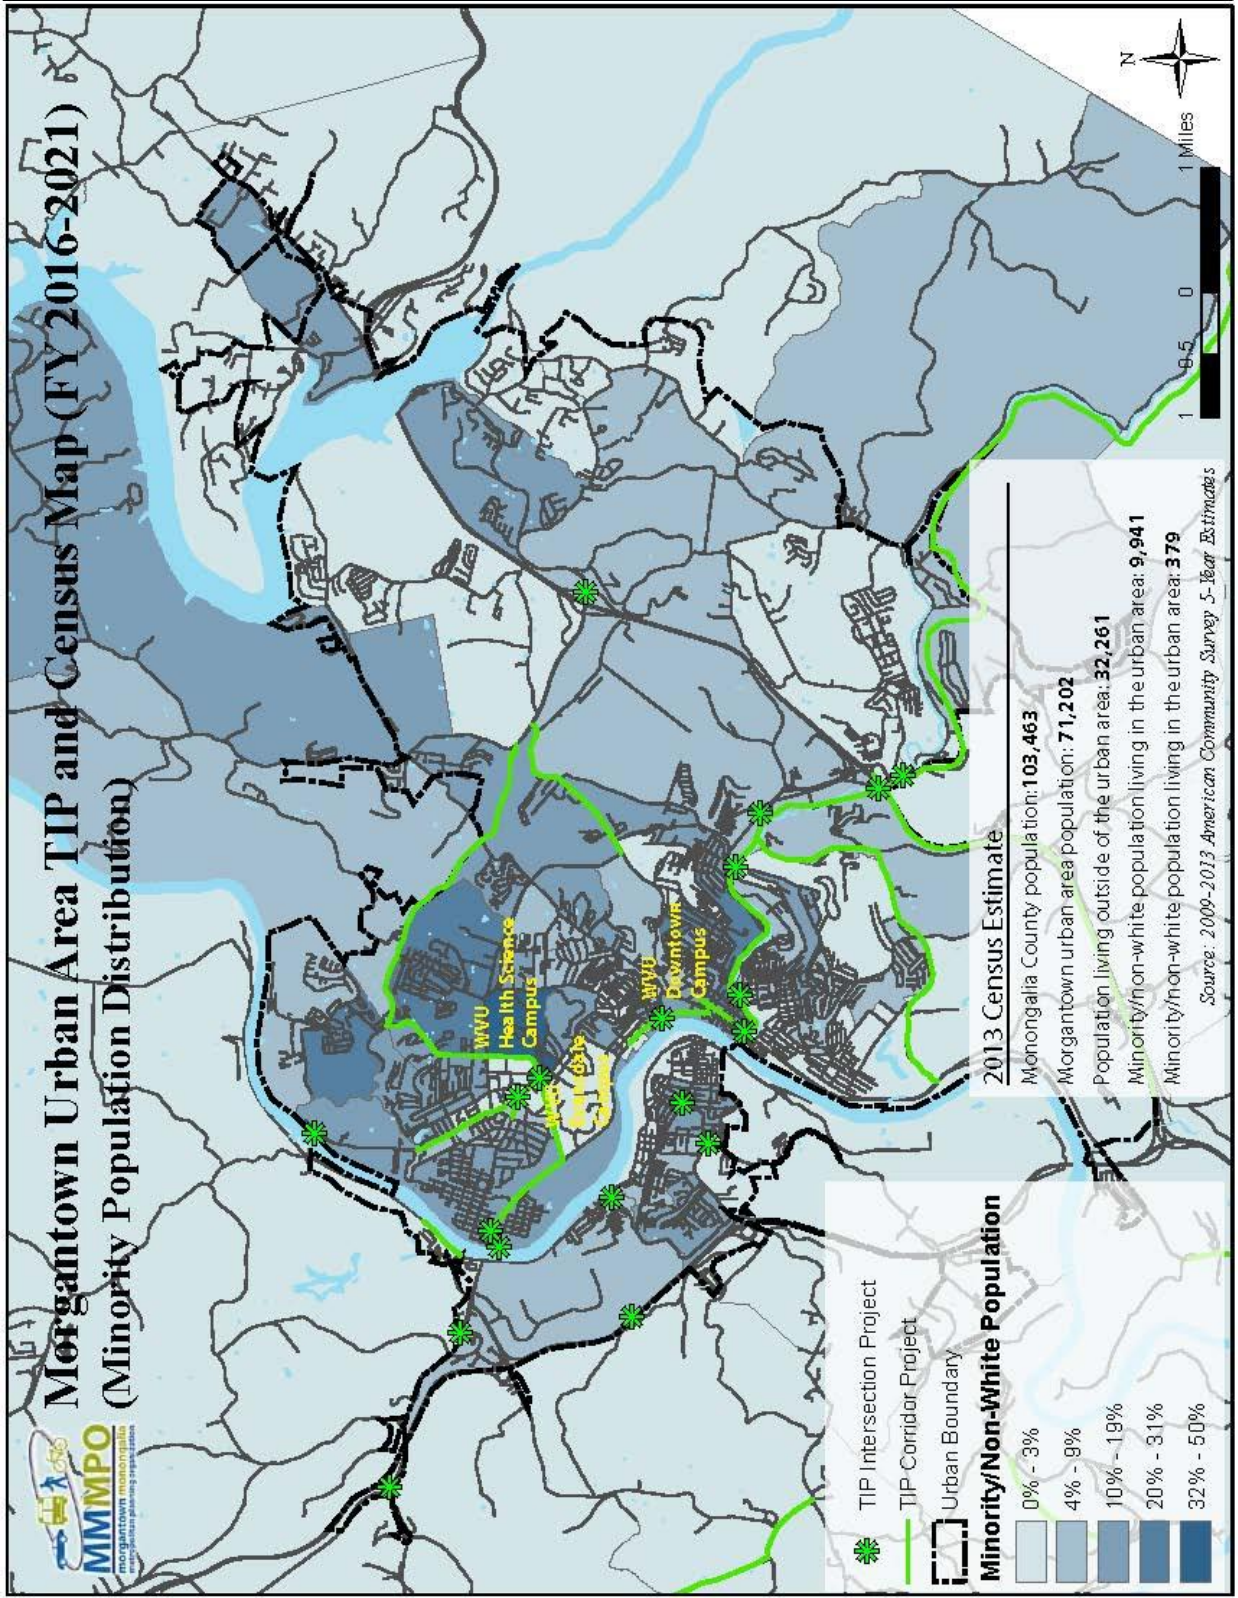 Morgantown Urban Area TIP and Census Map (FY 2016-2021)
(Minority Population Distribution)
MMMPO
morgantown monongalia
metropolitan planning organization
WVU
Health Science
Campus
WVU
Downtown
Campus
WVU
Evansdale
Campus
TIP Intersection Project
TIP Corridor Project
Urban Boundary
Minority/Non-White Population
0% - 3%
4% - 9%
10% - 19%
20% - 31%
32% - 50%
2013 Census Estimate
Monongalia County population:103,463
Morgantown urban area population: 71,202
Population living outside of the urban area: 32,261
Minority/non-white population living in the urban area: 9,941
Minority/non-white population living in the urban area: 379
Source: 2009-2013 American Community Survey 5-Year Estimates
1 0.5 0 1 Miles
N